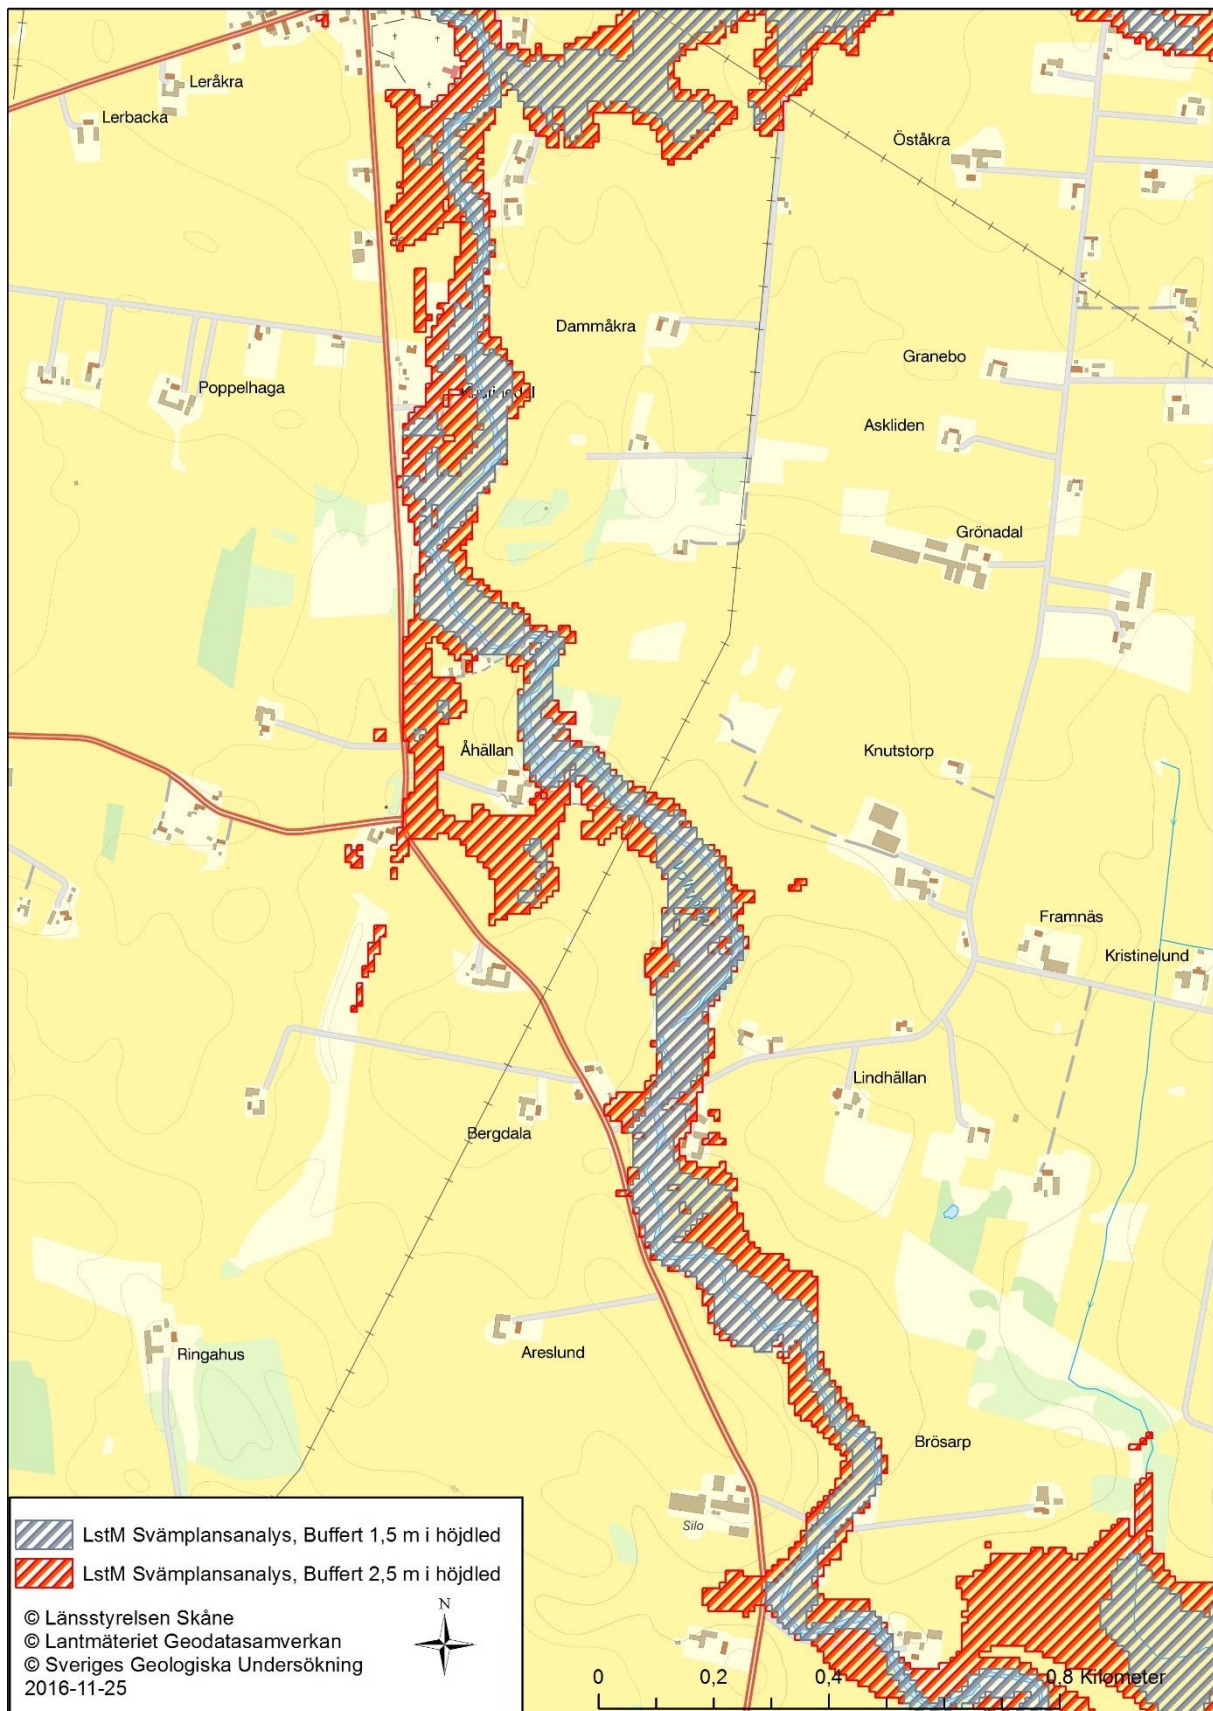 Leråkra
Lerbacka
Öståkra
Dammåkra
Granebo
Poppelhaga
Askliden
Grönadal
Åhällan
Knutstorp
Framnäs
Kristinelund
Lindhällan
Bergdala
Ringahus
Areslund
Brösarp
Silo
LstM Svämplansanalys, Buffert 1,5 m i höjdled
LstM Svämplansanalys, Buffert 2,5 m i höjdled
© Länsstyrelsen Skåne
© Lantmäteriet Geodatasamverkan
© Sveriges Geologiska Undersökning
2016-11-25
N
0 0,2 0,4 0,8 Kilometer